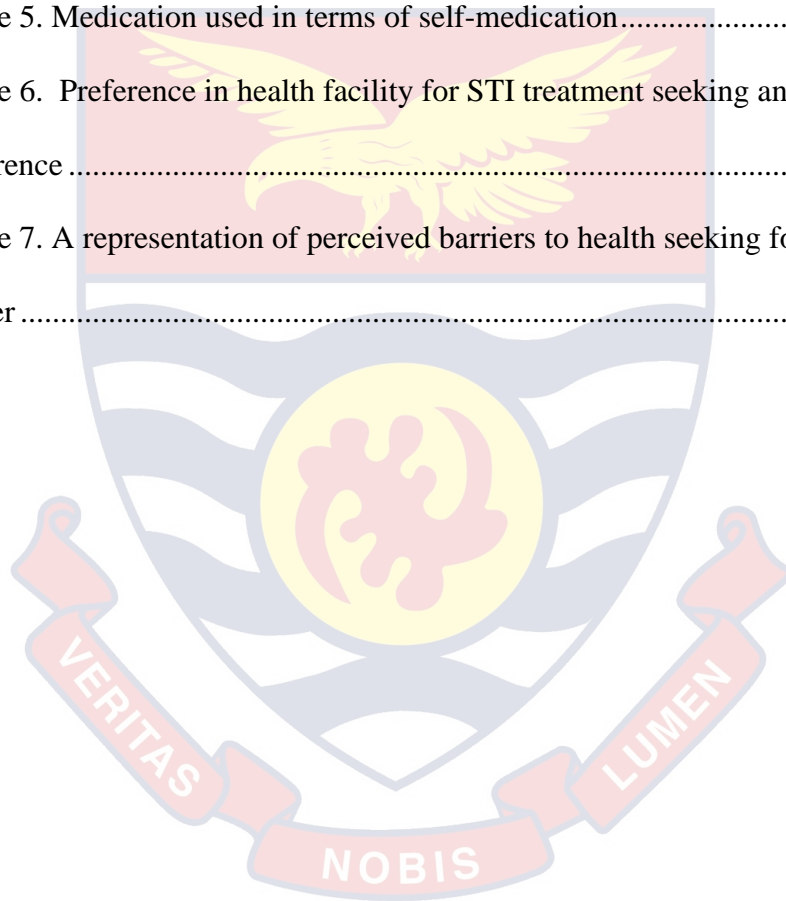 e 5. Medication used in terms of self-medication....................
e 6.  Preference in health facility for STI treatment seeking an
rence..........................................................................................
e 7. A representation of perceived barriers to health seeking fo
er................................................................................................
VERITAS
NOBIS
LUMEN